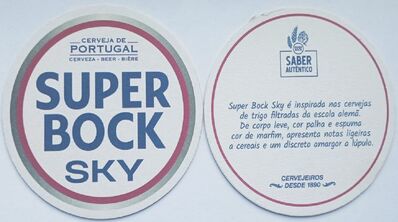 CERVEJA DE
PORTUGAL
CERVEZA - BEER - BIÈRE
SUPER
BOCK
SKY
SABER
AUTÊNTICO
Super Bock Sky é inspirada nas cervejas
de trigo filtradas da escola alemã.
De corpo leve, cor palha e espuma
cor de marfim, apresenta notas ligeiras
a cereais e um discreto amargor a lúpulo.
CERVEJEIROS
DESDE 1890